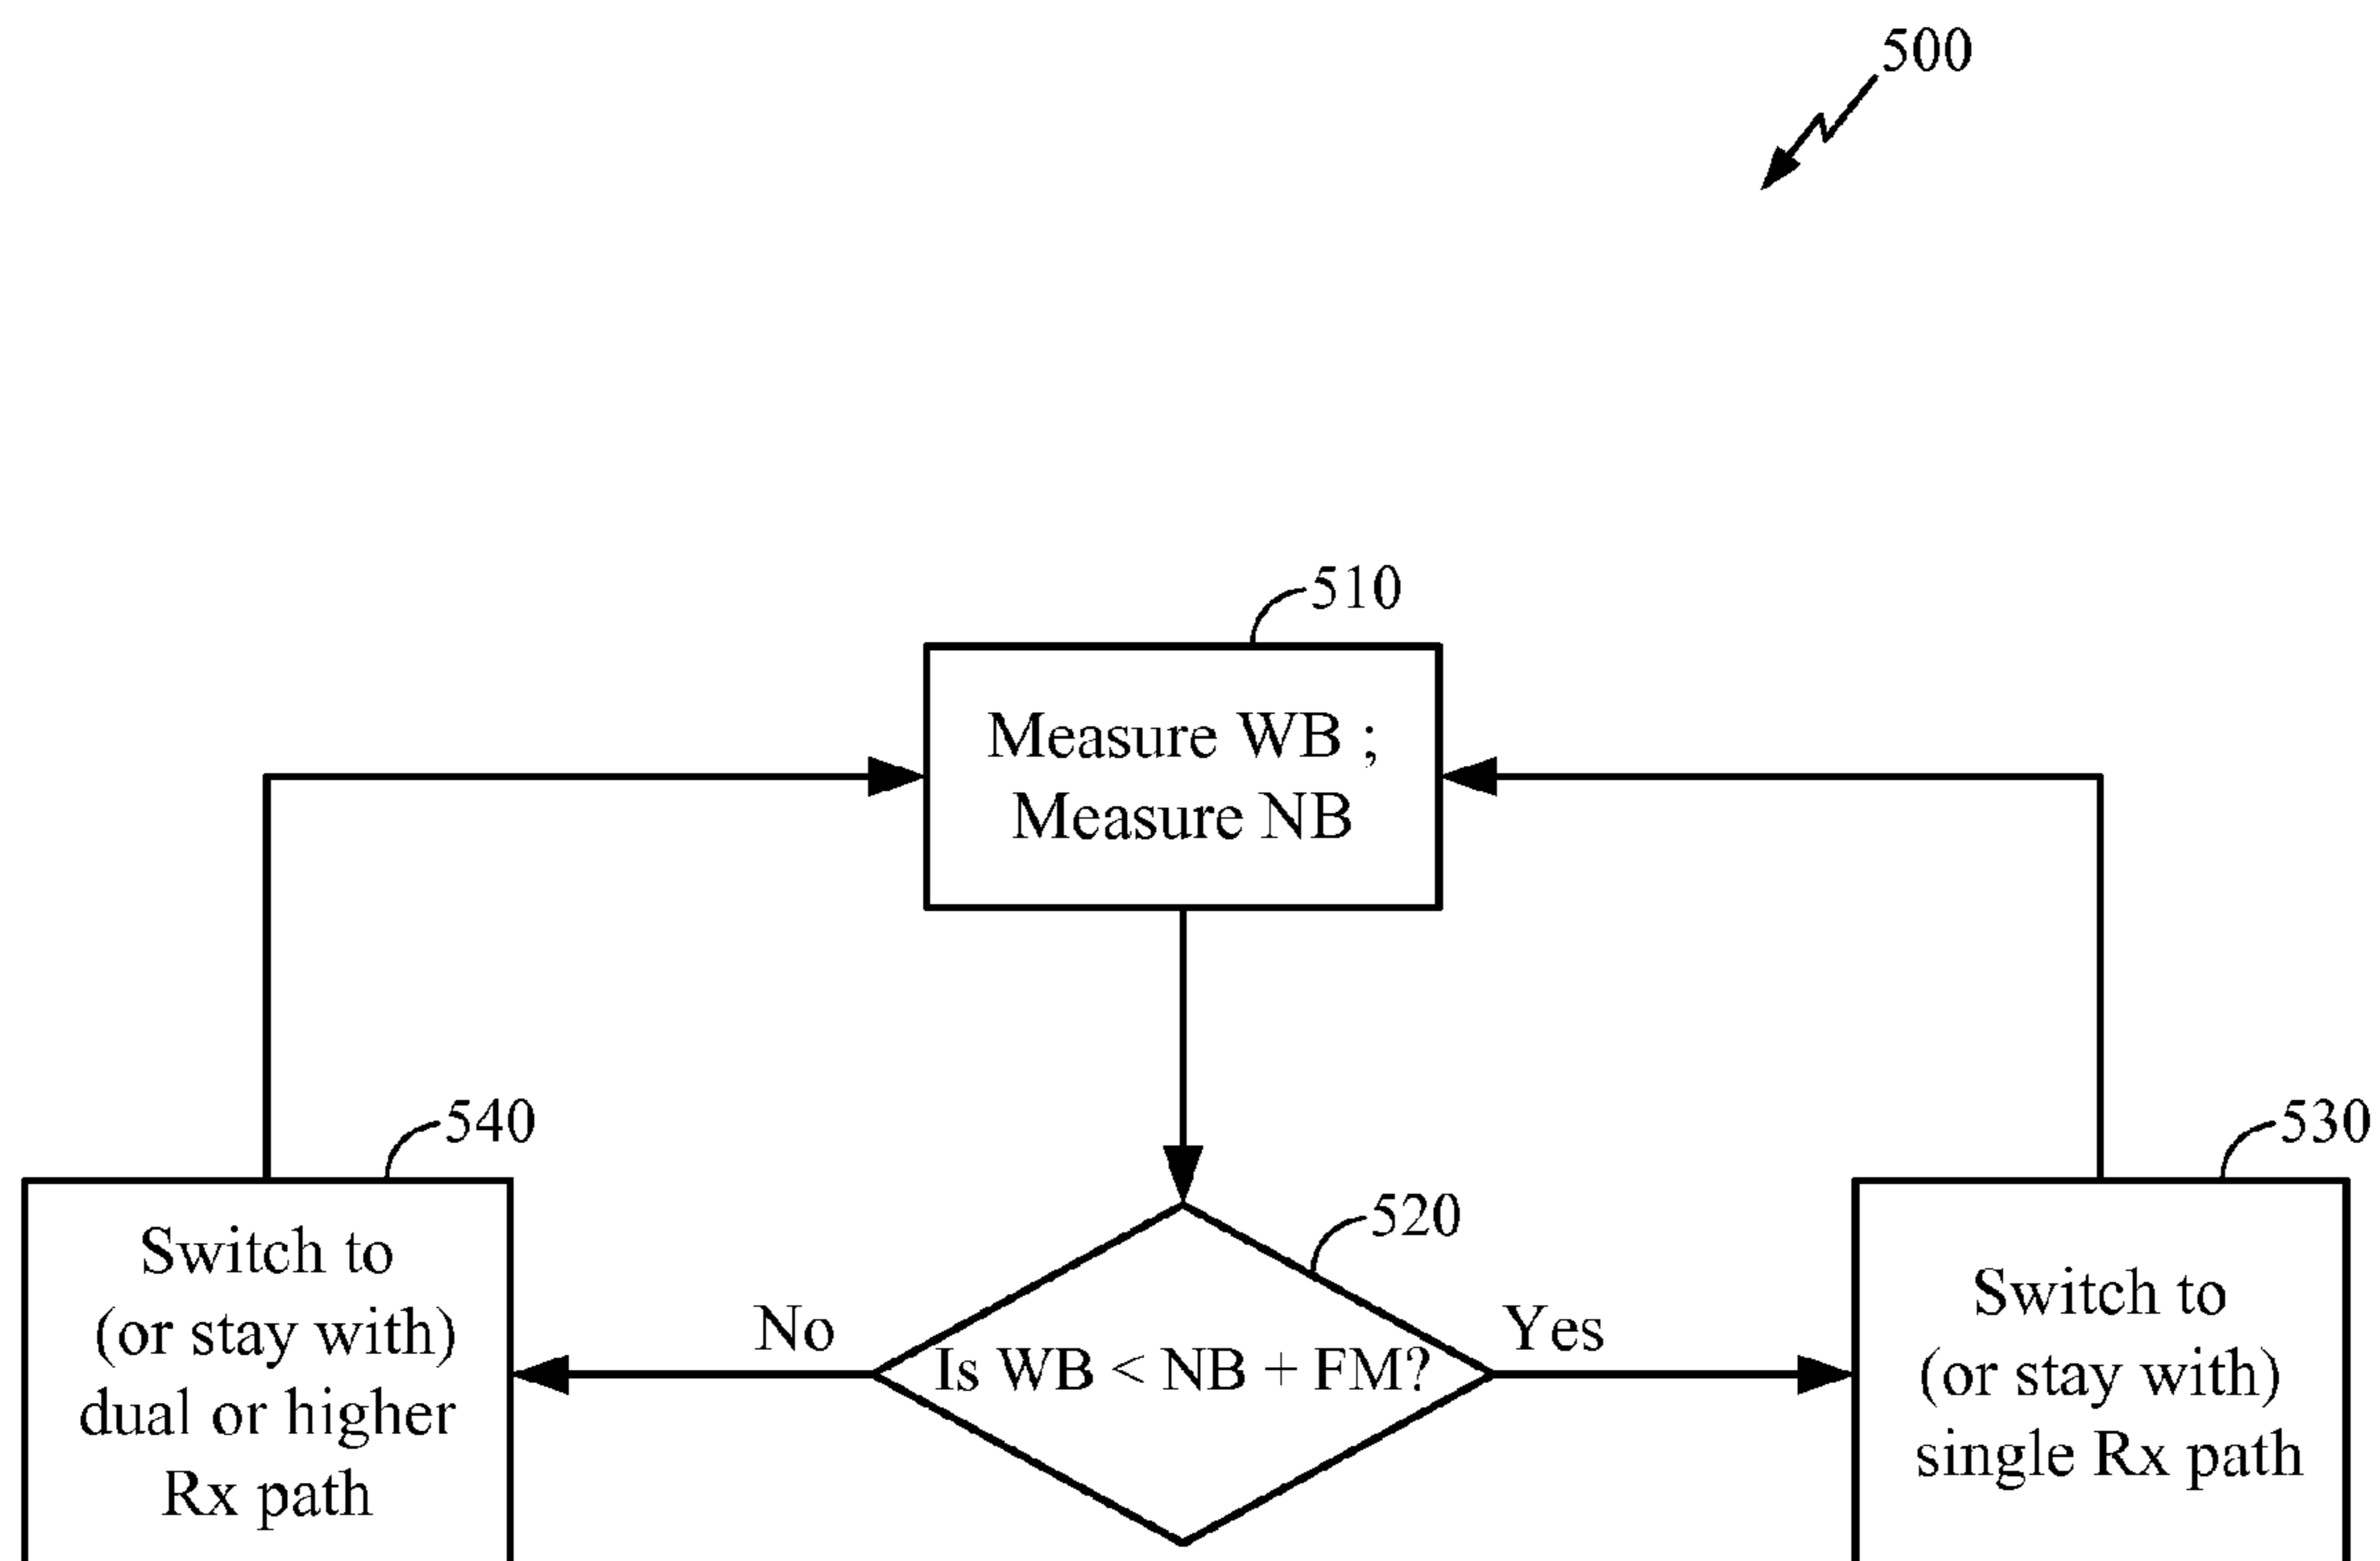 500
510
Measure WB ;
Measure NB
540
Switch to
(or stay with)
dual or higher
Rx path
520
No
Is WB < NB + FM?
Yes
530
Switch to
(or stay with)
single Rx path